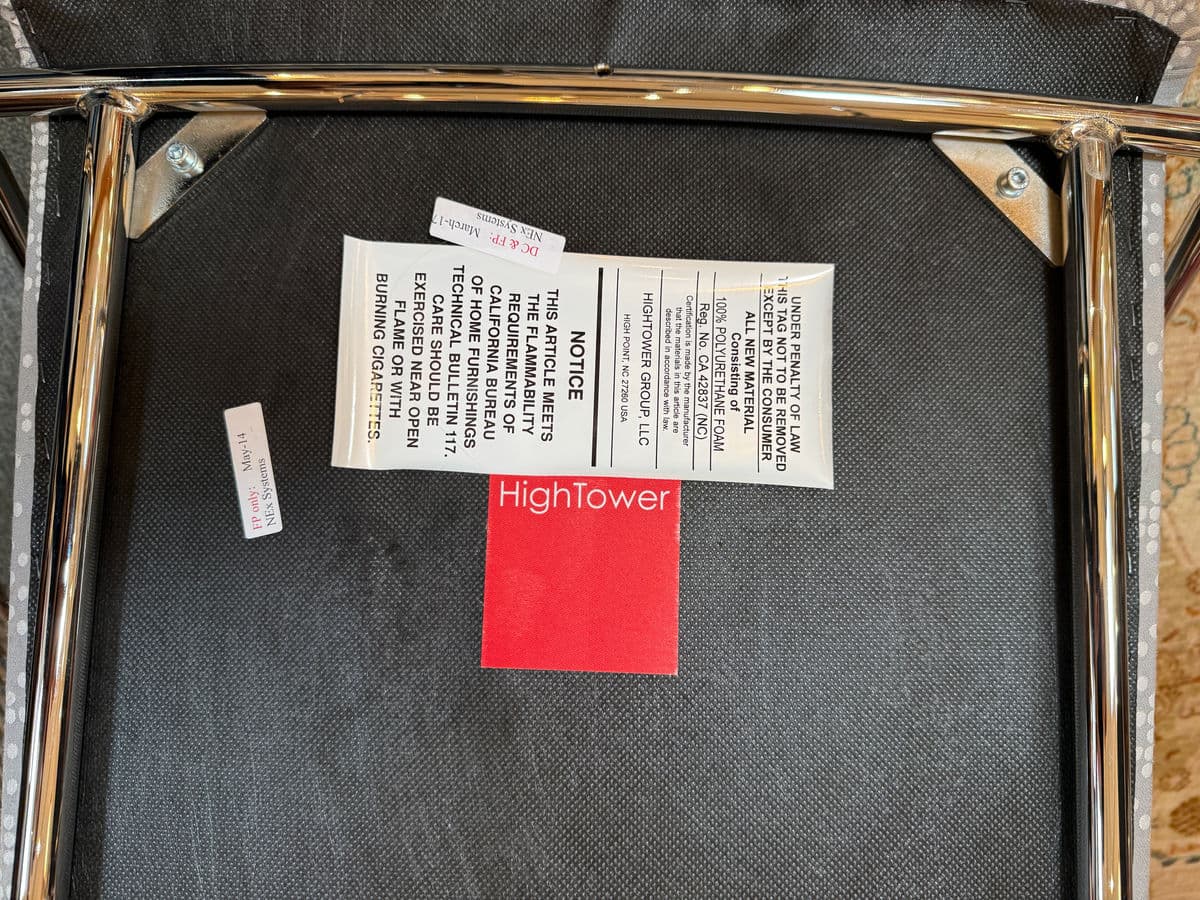 UNDER PENALTY OF LAW
THIS TAG NOT TO BE REMOVED
EXCEPT BY THE CONSUMER
ALL NEW MATERIAL
Consisting of
100% POLYURETHANE FOAM
Reg. No. CA 42837 (NC)
Certification is made by the manufacturer
that the materials in this article are
described in accordance with law.
HIGHTOWER GROUP, LLC
HIGH POINT, NC 27260 USA
NOTICE
THIS ARTICLE MEETS
THE FLAMMABILITY
REQUIREMENTS OF
CALIFORNIA BUREAU
OF HOME FURNISHINGS
TECHNICAL BULLETIN 117.
CARE SHOULD BE
EXERCISED NEAR OPEN
FLAME OR WITH
BURNING CIGARETTES.
DC & FP: March-17
NEx Systems
HighTower
NEx Systems
FP only: May-14